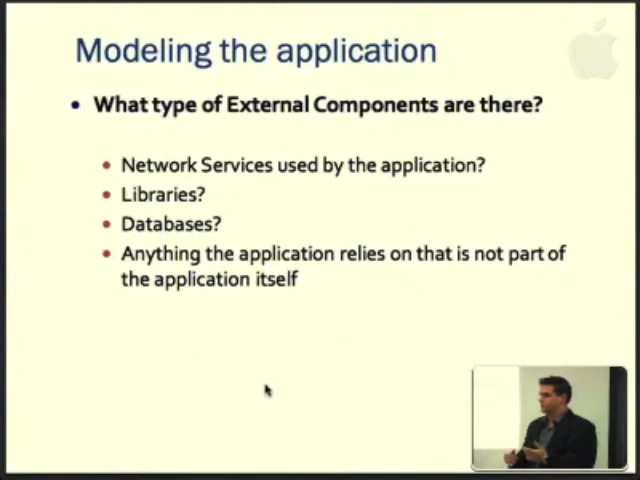 Modeling the application
• What type of External Components are there?
• Network Services used by the application?
• Libraries?
• Databases?
• Anything the application relies on that is not part of
the application itself